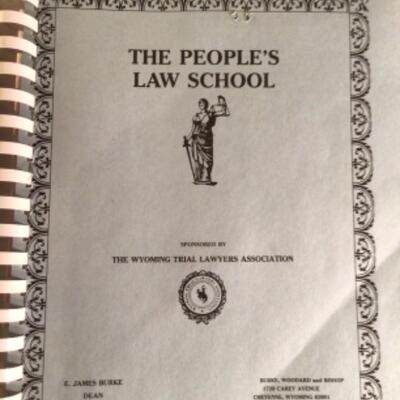 THE PEOPLE'S
LAW SCHOOL
SPONSORED BY
THE WYOMING TRIAL LAWYERS ASSOCIATION
E. JAMES BURKE
DEAN
BURKE, WOODARD and BISHOP
1720 CAREY AVENUE
CHEYENNE, WYOMING 82001